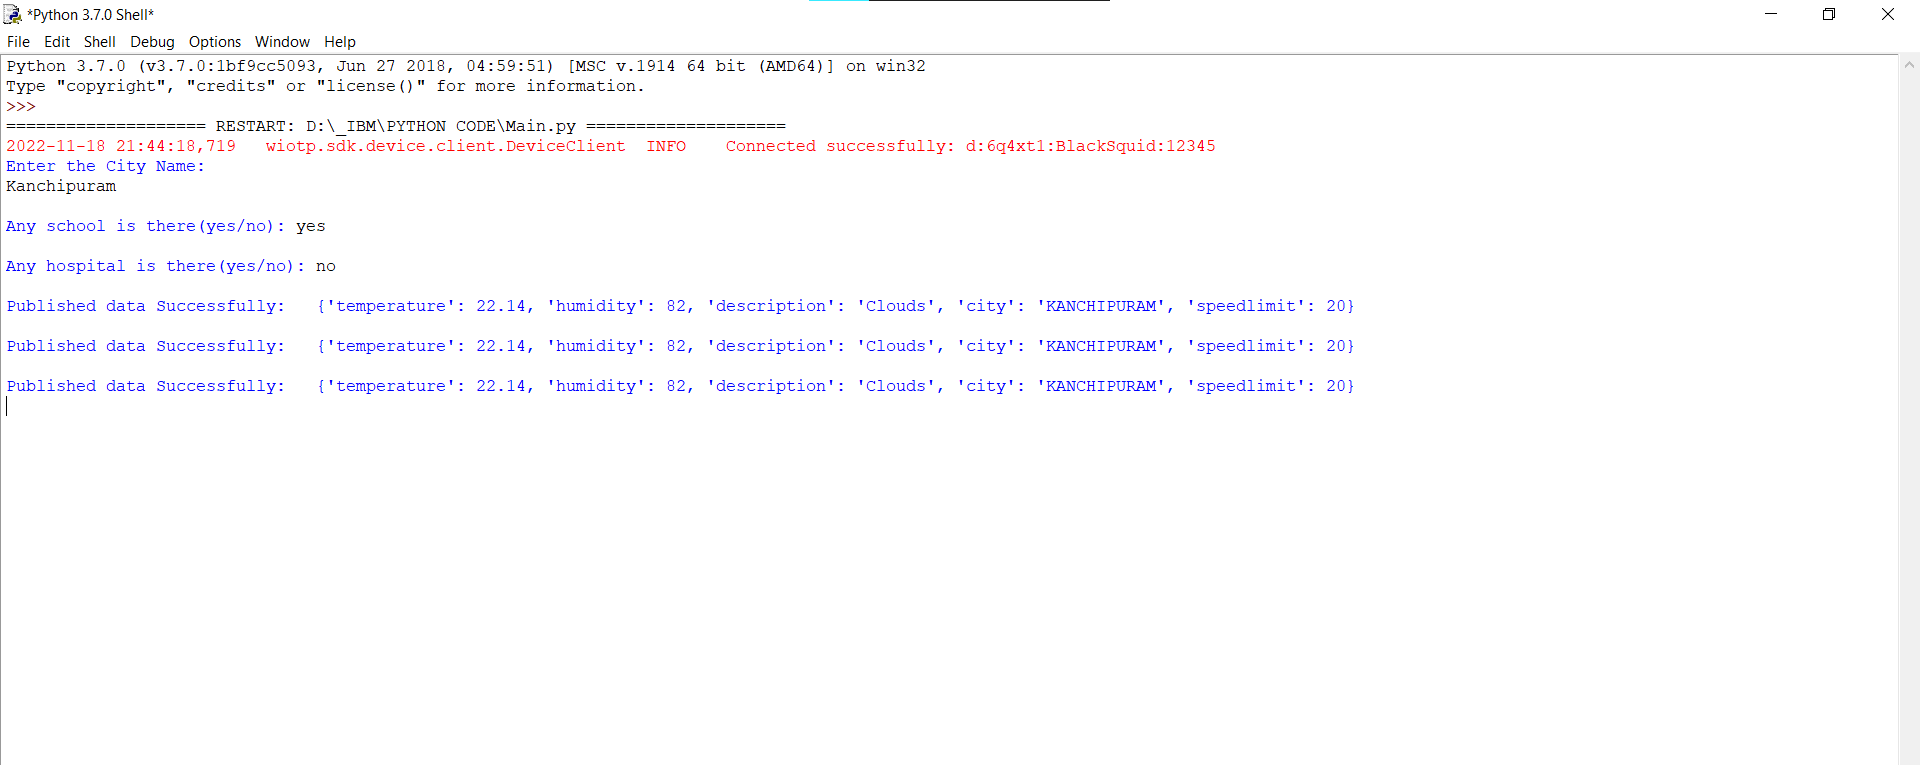 *Python 3.7.0 Shell*
File Edit Shell Debug Options Window Help
Python 3.7.0 (v3.7.0:1bf9cc5093, Jun 27 2018, 04:59:51) [MSC v.1914 64 bit (AMD64)] on win32
Type "copyright", "credits" or "license()" for more information.
>>>
==================== RESTART: D:\_IBM\PYTHON CODE\Main.py ====================
2022-11-18 21:44:18,719   wiotp.sdk.device.client.DeviceClient  INFO    Connected successfully: d:6q4xt1:BlackSquid:12345
Enter the City Name:
Kanchipuram
Any school is there(yes/no): yes
Any hospital is there(yes/no): no
Published data Successfully:   {'temperature': 22.14, 'humidity': 82, 'description': 'Clouds', 'city': 'KANCHIPURAM', 'speedlimit': 20}
Published data Successfully:   {'temperature': 22.14, 'humidity': 82, 'description': 'Clouds', 'city': 'KANCHIPURAM', 'speedlimit': 20}
Published data Successfully:   {'temperature': 22.14, 'humidity': 82, 'description': 'Clouds', 'city': 'KANCHIPURAM', 'speedlimit': 20}